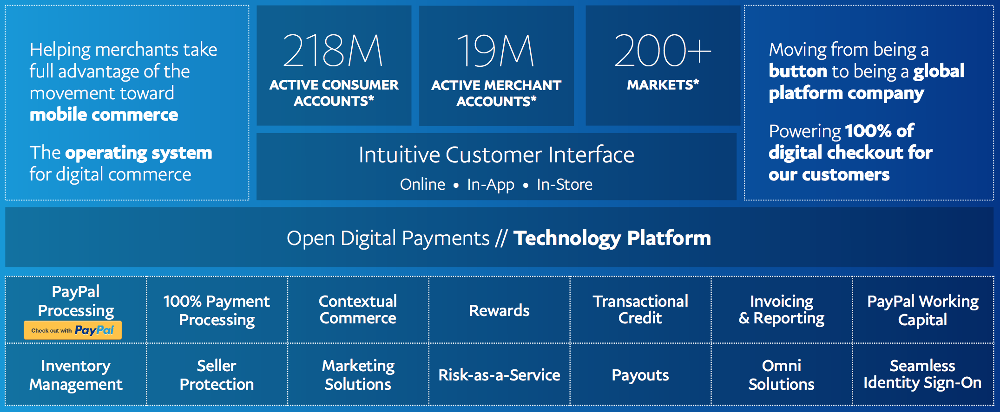 Helping merchants take
full advantage of the
movement toward
mobile commerce
The operating system
for digital commerce
218M
ACTIVE CONSUMER
ACCOUNTS*
19M
ACTIVE MERCHANT
ACCOUNTS*
200+
MARKETS*
Intuitive Customer Interface
Online • In-App • In-Store
Moving from being a
button to being a global
platform company
Powering 100% of
digital checkout for
our customers
Open Digital Payments // Technology Platform
PayPal
Processing
Check out with PayPal
100% Payment
Processing
Contextual
Commerce
Rewards
Transactional
Credit
Invoicing
& Reporting
PayPal Working
Capital
Inventory
Management
Seller
Protection
Marketing
Solutions
Risk-as-a-Service
Payouts
Omni
Solutions
Seamless
Identity Sign-On